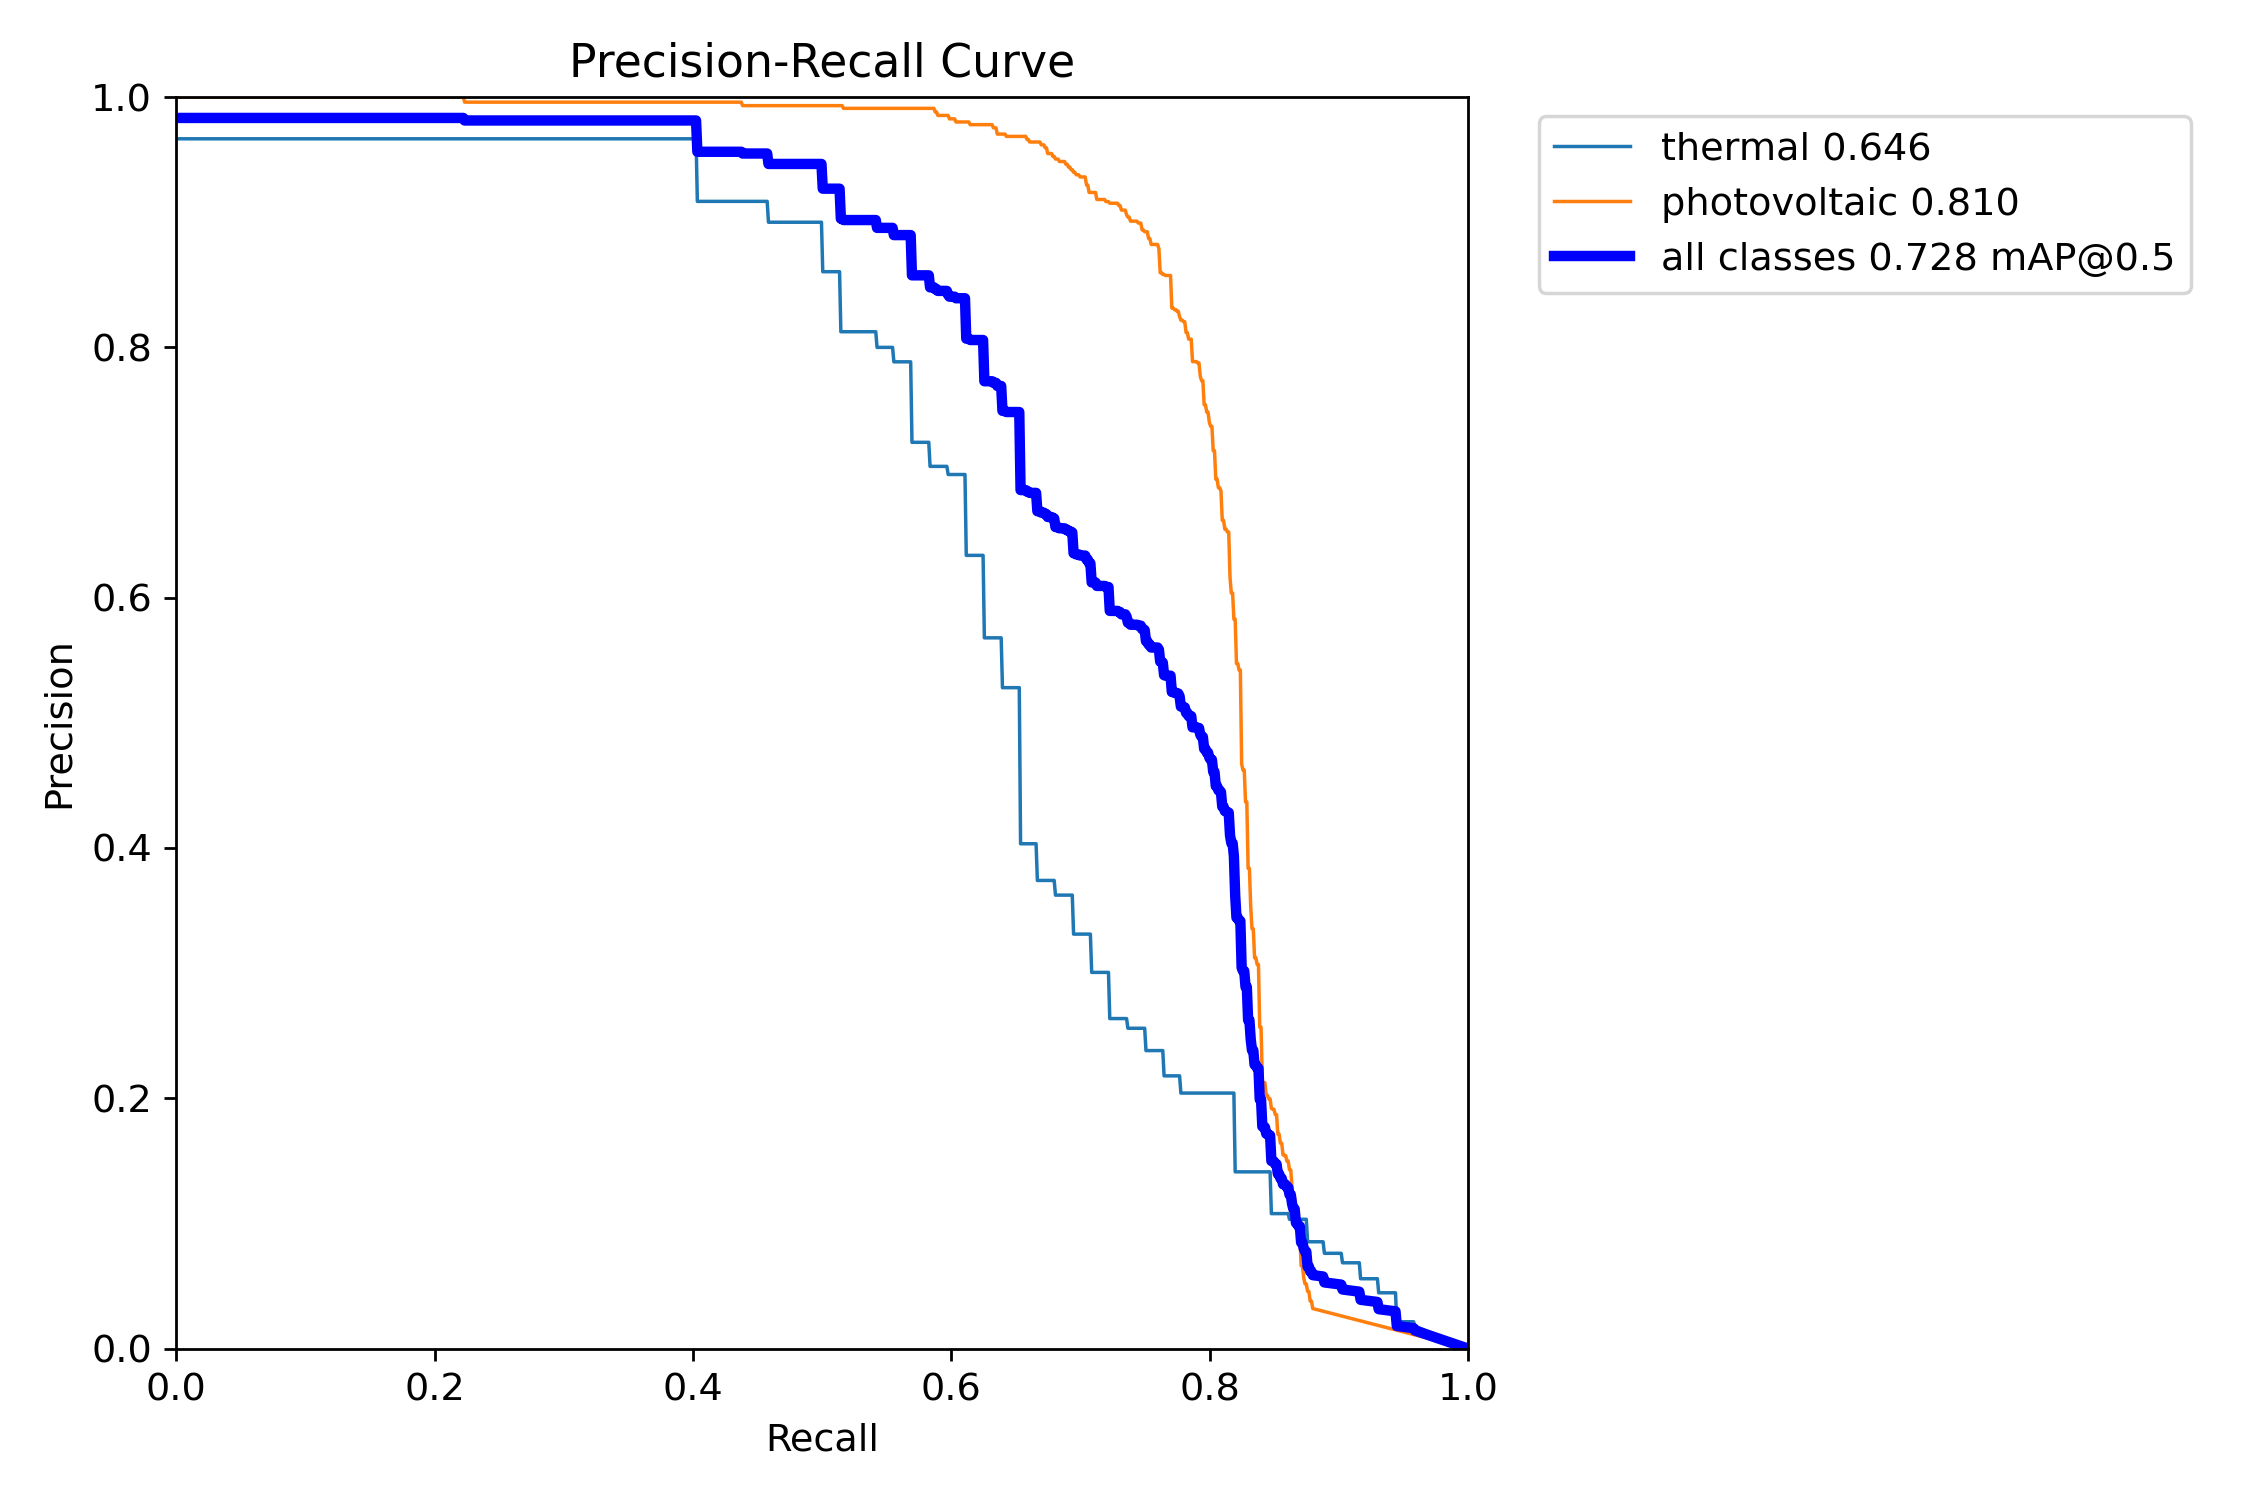 Precision-Recall Curve
thermal 0.646
photovoltaic 0.810
all classes 0.728 mAP@0.5
Precision
1.0
0.8
0.6
0.4
0.2
0.0
0.0 0.2 0.4 0.6 0.8 1.0
Recall